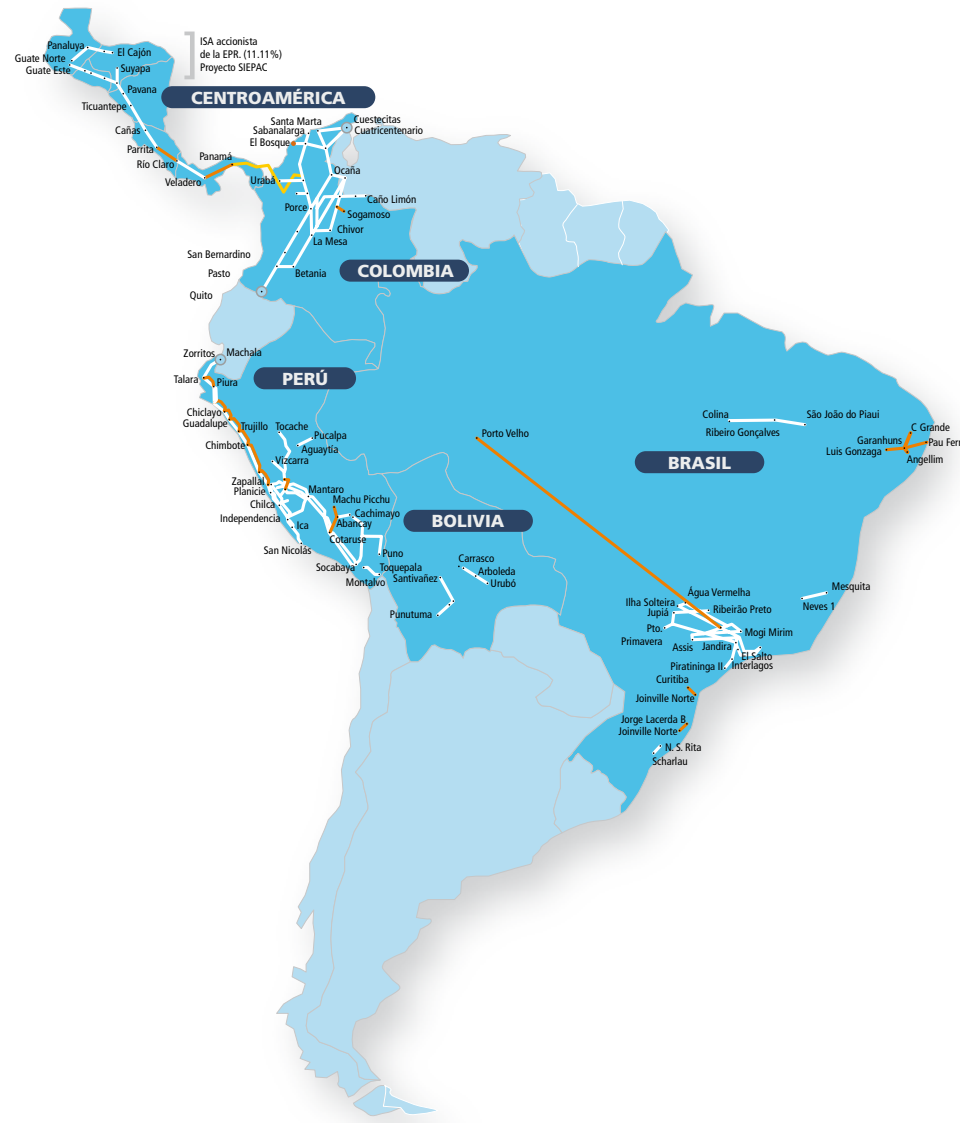 Panaluya
El Cajón
Guate Norte
Guate Este
Suyapa
Pavana
Ticuantepe
Cañas
Parrita
Río Claro
Veladero
Panamá
ISA accionista
de la EPR. (11.11%)
Proyecto SIEPAC
CENTROAMÉRICA
Santa Marta
Sabanalarga
El Bosque
Cuestecitas
Cuatricentenario
Ocaña
Urabá
Caño Limón
Porce
Sogamoso
Chivor
La Mesa
San Bernardino
Pasto
Betania
Quito
COLOMBIA
Zorritos
Machala
Talara
Piura
PERÚ
Chiclayo
Guadalupe
Trujillo
Tocache
Pucalpa
Chimbote
Aguaytía
Vizcarra
Zapallal
Planicie
Mantaro
Chilca
Machu Picchu
Independencia
Cachimayo
Ica
Abancay
Cotaruse
San Nicolás
Puno
Socabaya
Toquepala
Montalvo
BOLIVIA
Carrasco
Santivañez
Arboleda
Urubó
Punutuma
Porto Velho
BRASIL
Colina
São João do Piaui
Ribeiro Gonçalves
C Grande
Garanhuns
Pau Ferr
Luis Gonzaga
Angellim
Mesquita
Neves 1
Água Vermelha
Ilha Solteira
Jupiá
Ribeirão Preto
Pto.
Primavera
Mogi Mirim
Assis
Jandira
El Salto
Piratininga II
Interlagos
Curitiba
Joinville Norte
Jorge Lacerda B
Joinville Norte
N. S. Rita
Scharlau